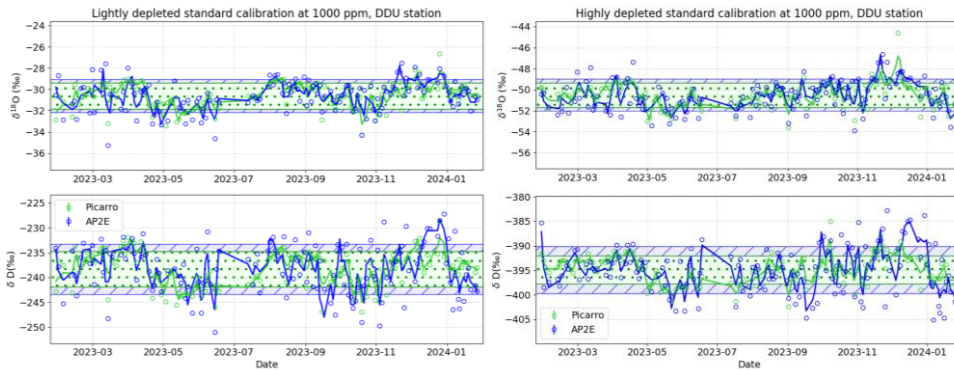 Lightly depleted standard calibration at 1000 ppm, DDU station
−24
−26
−28
−30
−32
−34
−36
δ¹⁸O (‰)
2023-03 2023-05 2023-07 2023-09 2023-11 2024-01
Highly depleted standard calibration at 1000 ppm, DDU station
−44
−46
−48
−50
−52
−54
−56
δ¹⁸O (‰)
2023-03 2023-05 2023-07 2023-09 2023-11 2024-01
Picarro
AP2E
−225
−230
−235
−240
−245
−250
δ D(‰)
2023-03 2023-05 2023-07 2023-09 2023-11 2024-01
Date
−380
−385
−390
−395
−400
−405
δ D(‰)
Picarro
AP2E
2023-03 2023-05 2023-07 2023-09 2023-11 2024-01
Date